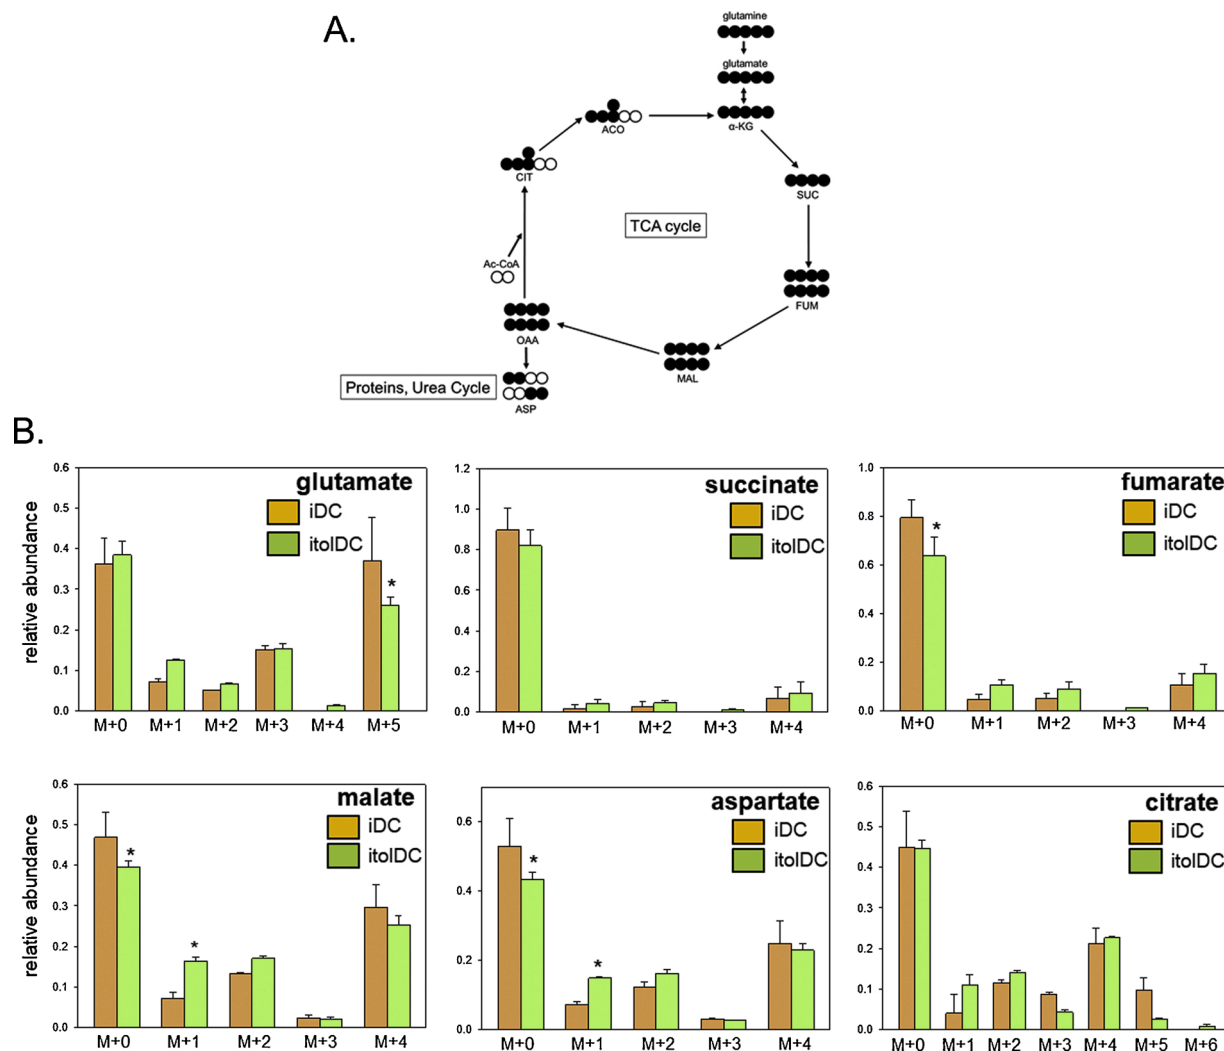 A.
glutamine
glutamate
α-KG
ACO
CIT
SUC
TCA cycle
Ac-CoA
FUM
OAA
MAL
Proteins, Urea Cycle
ASP
B.
relative abundance
0.6
0.5
0.4
0.3
0.2
0.1
0.0
glutamate
iDC
itolDC
*
M+0 M+1 M+2 M+3 M+4 M+5
1.2
1.0
0.8
0.6
0.4
0.2
0.0
succinate
iDC
itolDC
M+0 M+1 M+2 M+3 M+4
1.0
0.8
0.6
0.4
0.2
0.0
fumarate
iDC
itolDC
*
M+0 M+1 M+2 M+3 M+4
relative abundance
0.6
0.5
0.4
0.3
0.2
0.1
0.0
malate
iDC
itolDC
*
*
M+0 M+1 M+2 M+3 M+4
0.6
0.4
0.2
0.0
aspartate
iDC
itolDC
*
*
M+0 M+1 M+2 M+3 M+4
0.6
0.5
0.4
0.3
0.2
0.1
0.0
citrate
iDC
itolDC
M+0 M+1 M+2 M+3 M+4 M+5 M+6